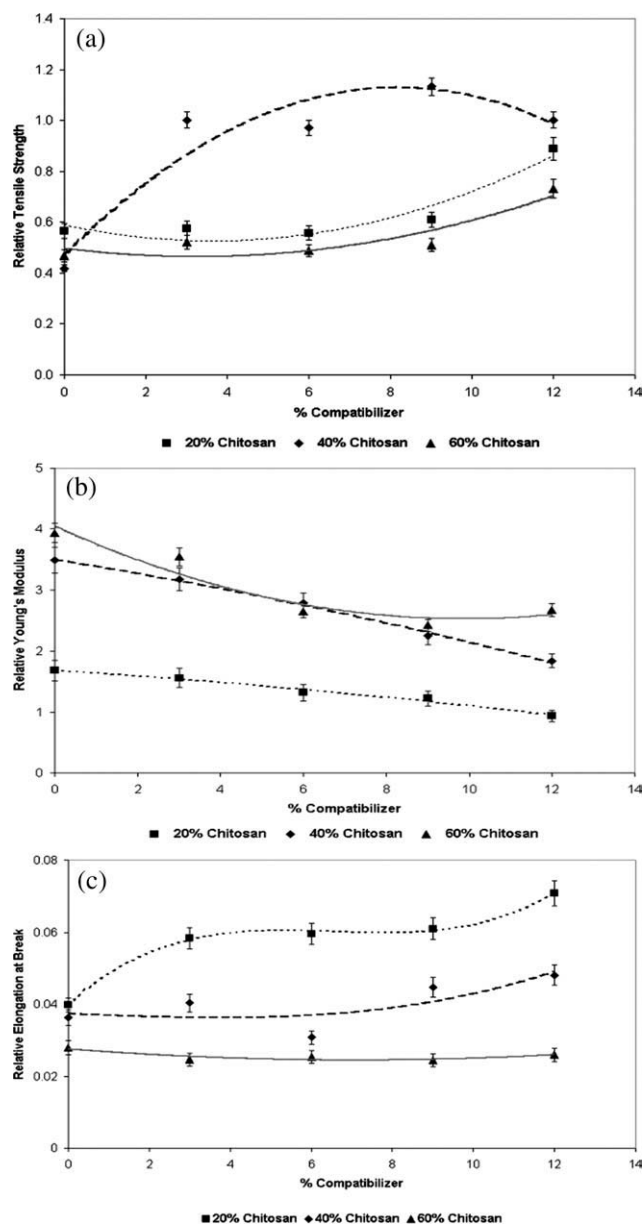 (a)
1.4
1.2
1.0
0.8
0.6
0.4
0.2
0.0
Relative Tensile Strength
0 2 4 6 8 10 12 14
% Compatibilizer
20% Chitosan 40% Chitosan 60% Chitosan
(b)
5
4
3
2
1
0
Relative Young's Modulus
0 2 4 6 8 10 12 14
% Compatibilizer
20% Chitosan 40% Chitosan 60% Chitosan
(c)
0.08
0.06
0.04
0.02
0
Relative Elongation at Break
0 2 4 6 8 10 12 14
% Compatibilizer
20% Chitosan 40% Chitosan 60% Chitosan